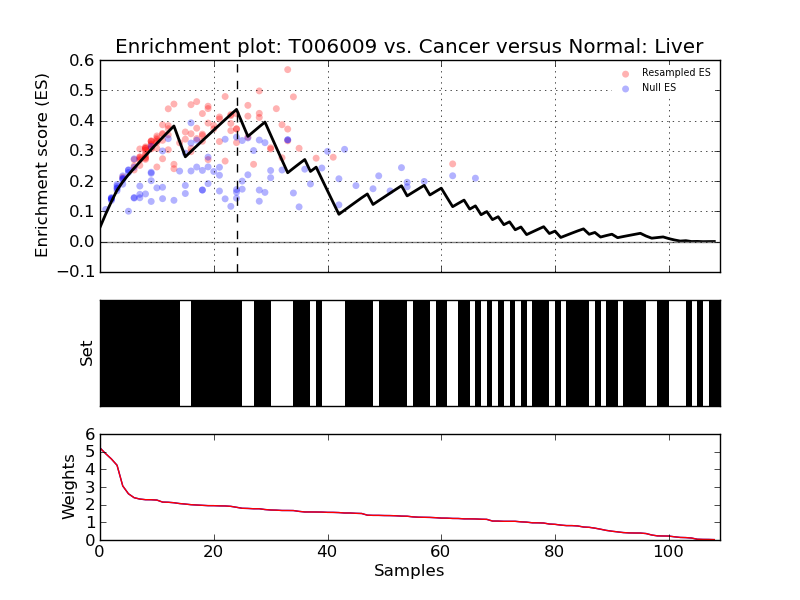 Enrichment plot: T006009 vs. Cancer versus Normal: Liver
Enrichment score (ES)
0.6
0.5
0.4
0.3
0.2
0.1
0.0
−0.1
Resampled ES
Null ES
Set
Weights
6
5
4
3
2
1
0
0 20 40 60 80 100
Samples